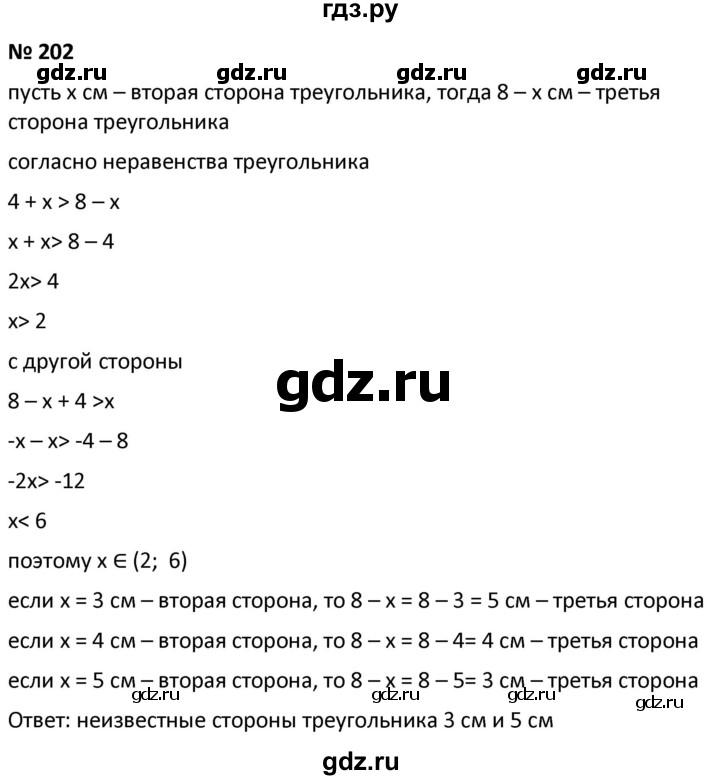 гдз.ру
№ 202
gdz.ru gdz.ru gdz.ru gdz.ru
пусть х см – вторая сторона треугольника, тогда 8 – х см – третья
сторона треугольника
согласно неравенства треугольника
4 + х > 8 – х
х + х> 8 – 4
2х> 4
х> 2
с другой стороны
gdz.ru
8 – х + 4 >х
-х – х> -4 – 8
-2х> -12
х< 6
поэтому х ∈ (2; 6)
если х = 3 см – вторая сторона, то 8 – х = 8 – 3 = 5 см – третья сторона
если х = 4 см – вторая сторона, то 8 – х = 8 – 4= 4 см – третья сторона
если х = 5 см – вторая сторона, то 8 – х = 8 – 5= 3 см – третья сторона
gdz.ru gdz.ru gdz.ru gdz.ru
Ответ: неизвестные стороны треугольника 3 см и 5 см
gdz.ru